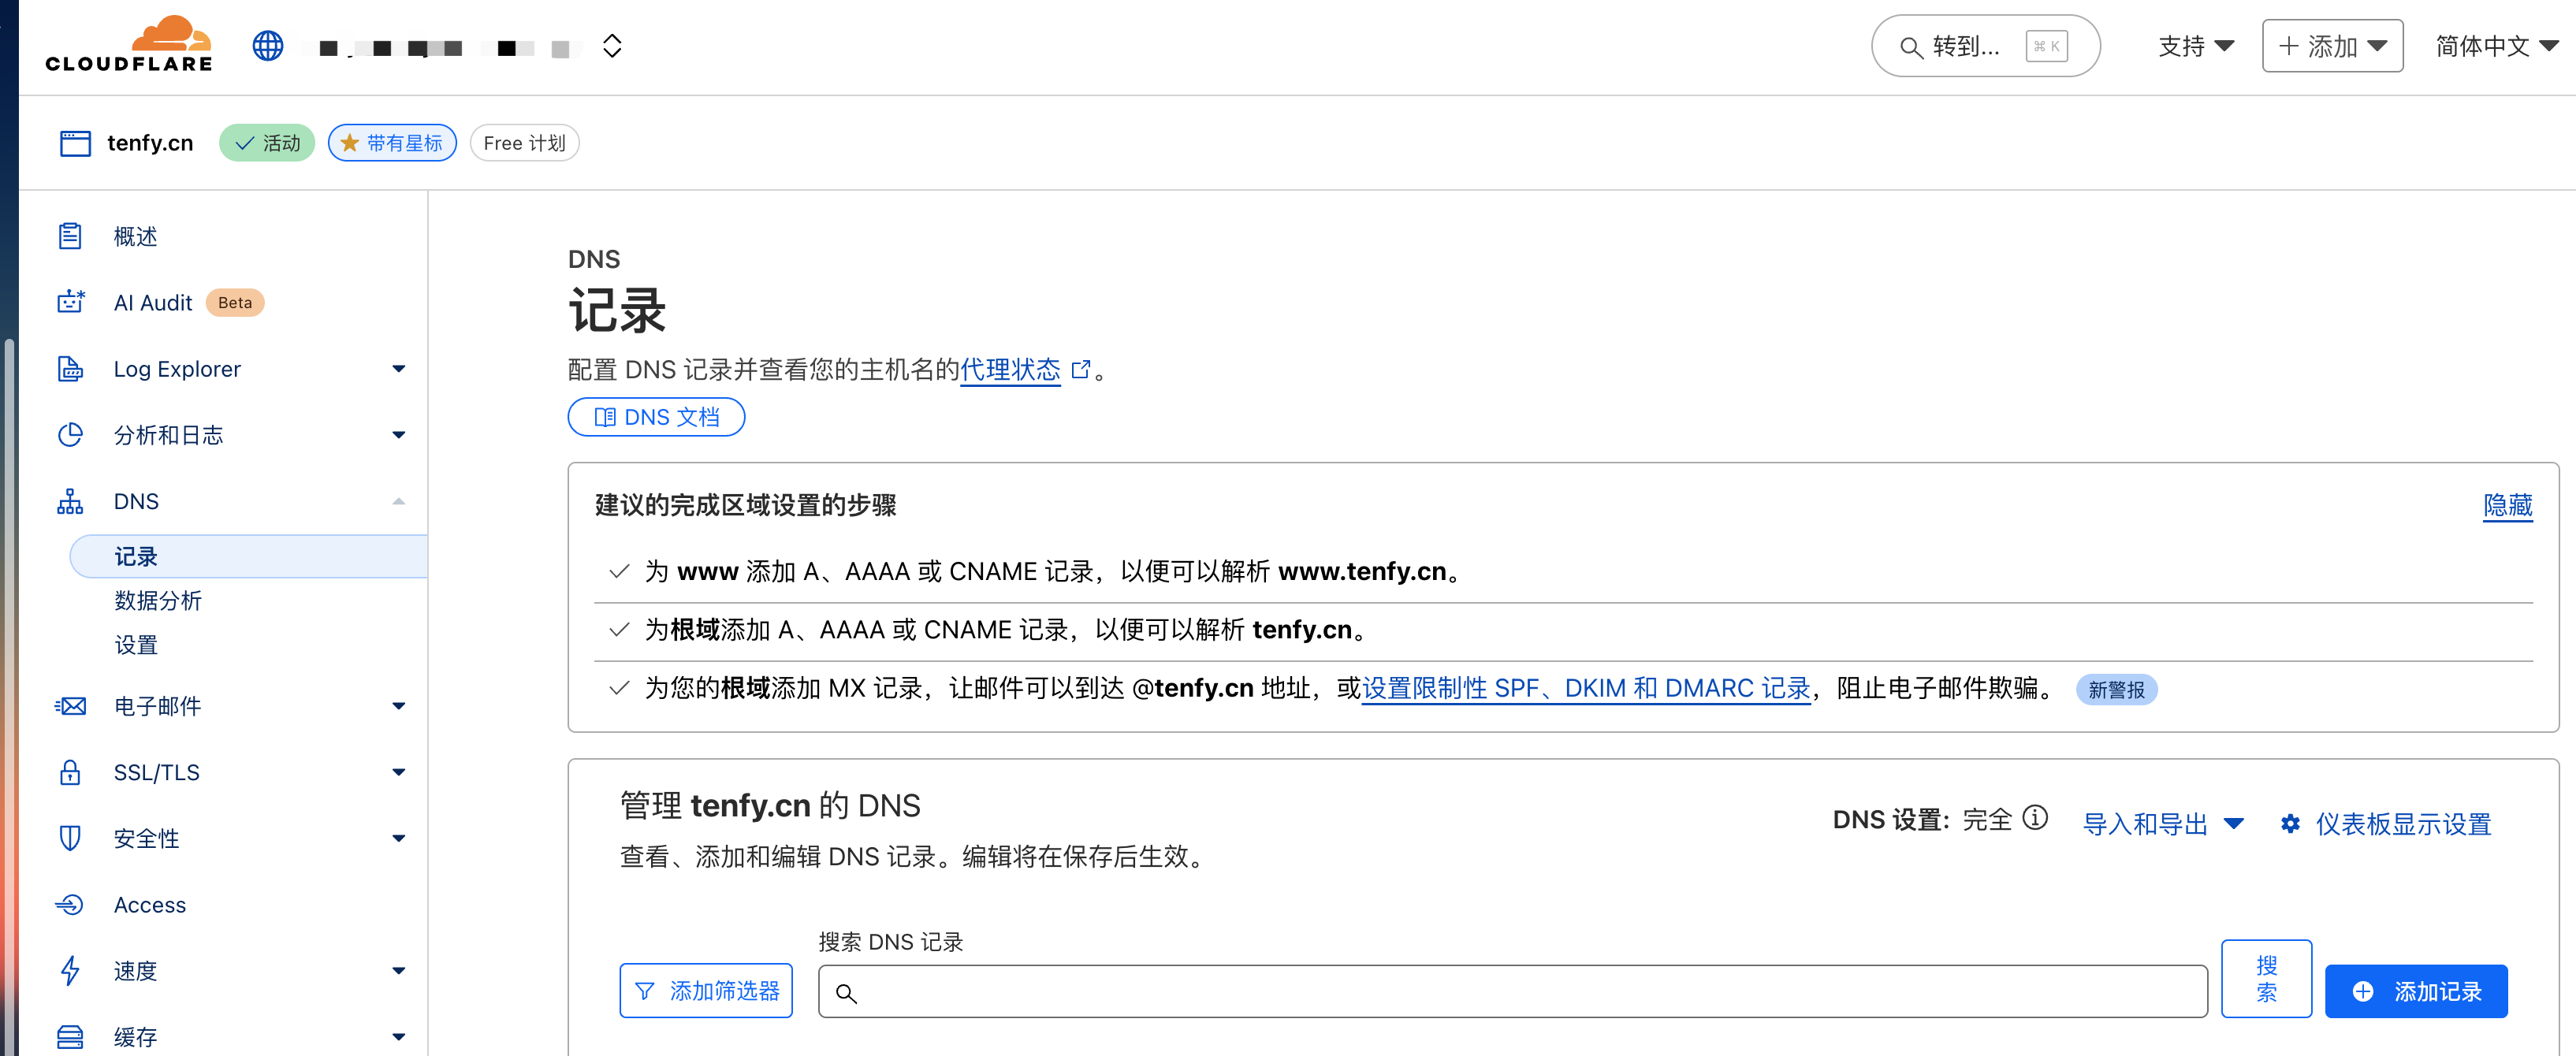 CLOUDFLARE
转到... ⌘ K
支持
+ 添加
简体中文
tenfy.cn 活动 带有星标 Free 计划
概述
AI Audit Beta
Log Explorer
分析和日志
DNS
记录
数据分析
设置
电子邮件
SSL/TLS
安全性
Access
速度
缓存
DNS
记录
配置 DNS 记录并查看您的主机名的代理状态。
DNS 文档
建议的完成区域设置的步骤 隐藏
为 www 添加 A、AAAA 或 CNAME 记录，以便可以解析 www.tenfy.cn。
为根域添加 A、AAAA 或 CNAME 记录，以便可以解析 tenfy.cn。
为您的根域添加 MX 记录，让邮件可以到达 @tenfy.cn 地址，或设置限制性 SPF、DKIM 和 DMARC 记录，阻止电子邮件欺骗。 新警报
管理 tenfy.cn 的 DNS
DNS 设置: 完全 导入和导出 仪表板显示设置
查看、添加和编辑 DNS 记录。编辑将在保存后生效。
搜索 DNS 记录
添加筛选器
搜索
添加记录